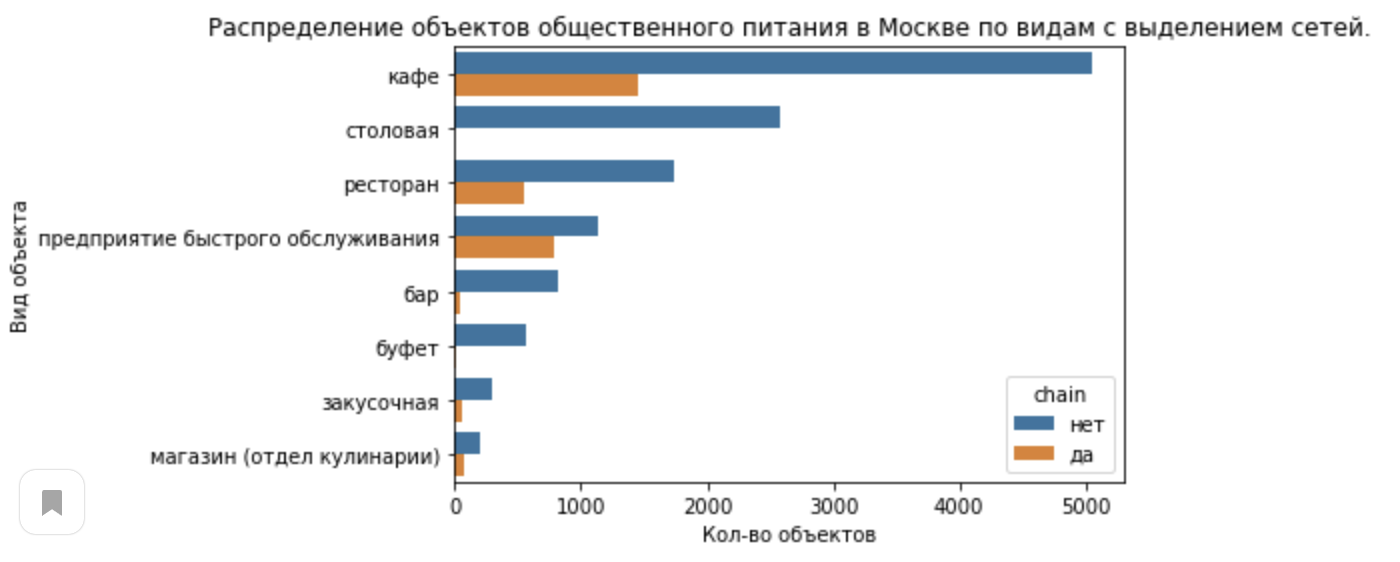 Распределение объектов общественного питания в Москве по видам с выделением сетей.
Вид объекта
кафе
столовая
ресторан
предприятие быстрого обслуживания
бар
буфет
закусочная
магазин (отдел кулинарии)
chain
нет
да
0 1000 2000 3000 4000 5000
Кол-во объектов